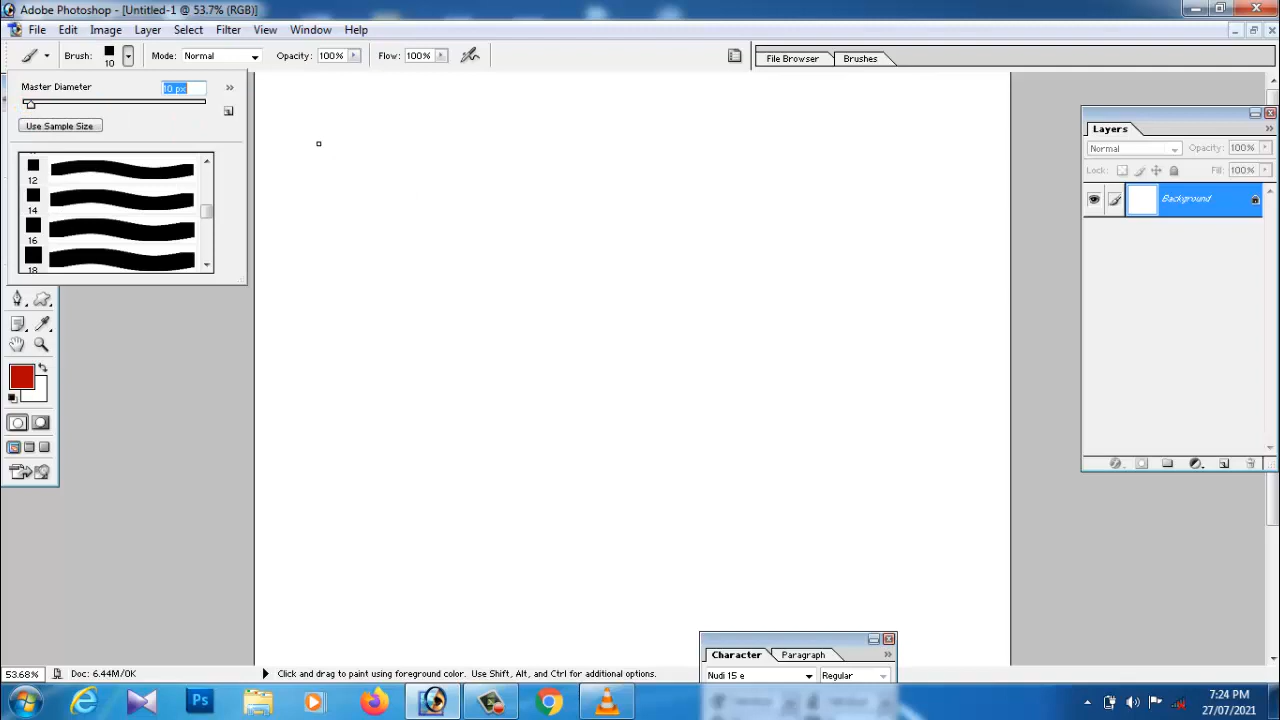 Adobe Photoshop - [Untitled-1 @ 53.7% (RGB)]
File Edit Image Layer Select Filter View Window Help
Brush: 10 Mode: Normal Opacity: 100% Flow: 100%
File Browser Brushes
Master Diameter 10 px
Use Sample Size
12
14
16
18
Layers
Normal Opacity: 100%
Lock: Fill: 100%
Background
Character Paragraph
Nudi 15 e Regular
53.68% Doc: 6.44M/0K Click and drag to paint using foreground color. Use Shift, Alt, and Ctrl for additional options.
Ps
7:24 PM
27/07/2021